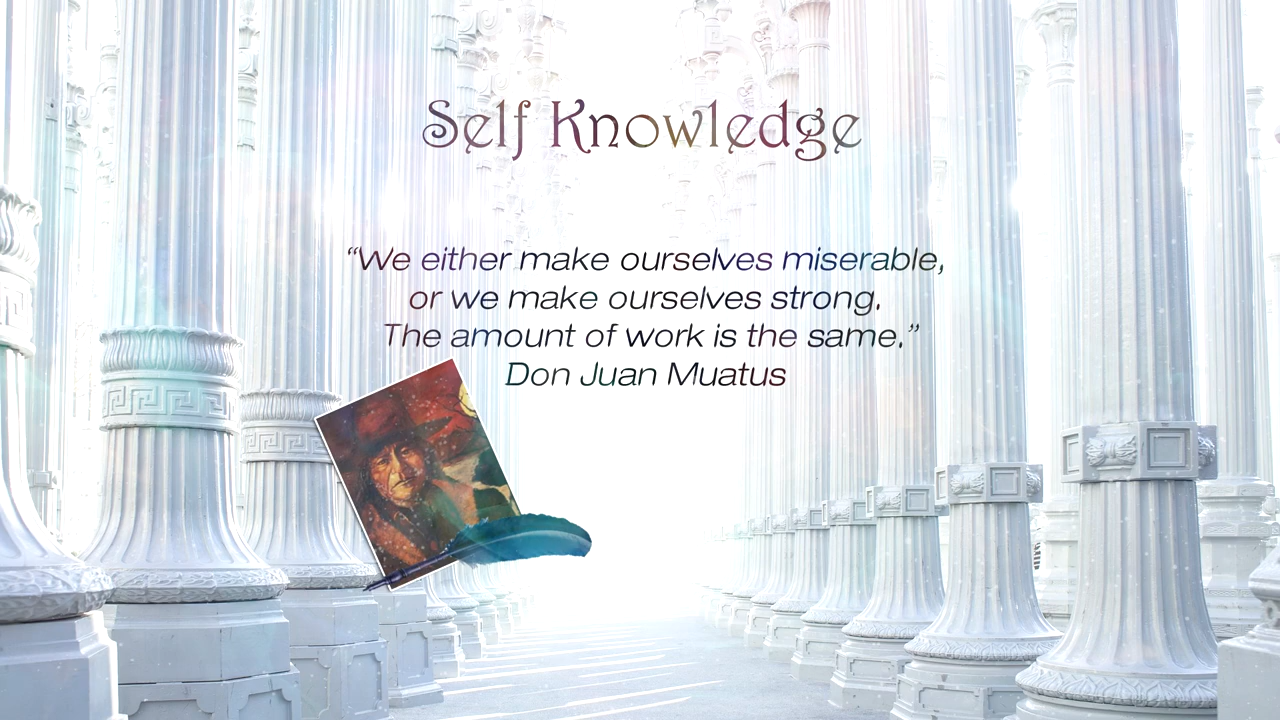 Self Knowledge
“We either make ourselves miserable,
or we make ourselves strong.
The amount of work is the same.”
Don Juan Muatus